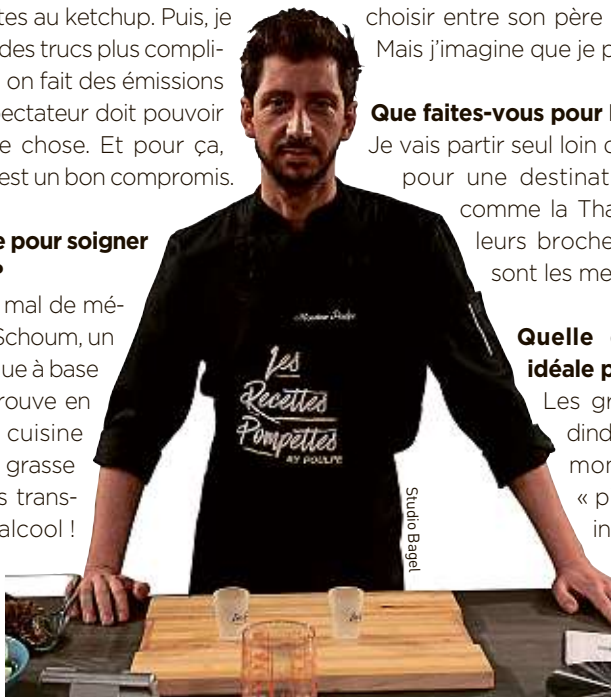 tes au ketchup. Puis, je
des trucs plus compli-
on fait des émissions
ectateur doit pouvoir
e chose. Et pour ça,
est un bon compromis.
e pour soigner
?
mal de mé-
Schoum, un
ue à base
rouve en
cuisine
grasse
s trans-
alcool !
choisir entre son père
Mais j'imagine que je p
Que faites-vous pour
Je vais partir seul loin
pour une destinat
comme la Tha
leurs broche
sont les me
Quelle
idéale p
Les gr
dind
mor
« p
in
Monsieur Poulpe
Les
Recettes
Pompettes
BY POULPE
Studio Bagel